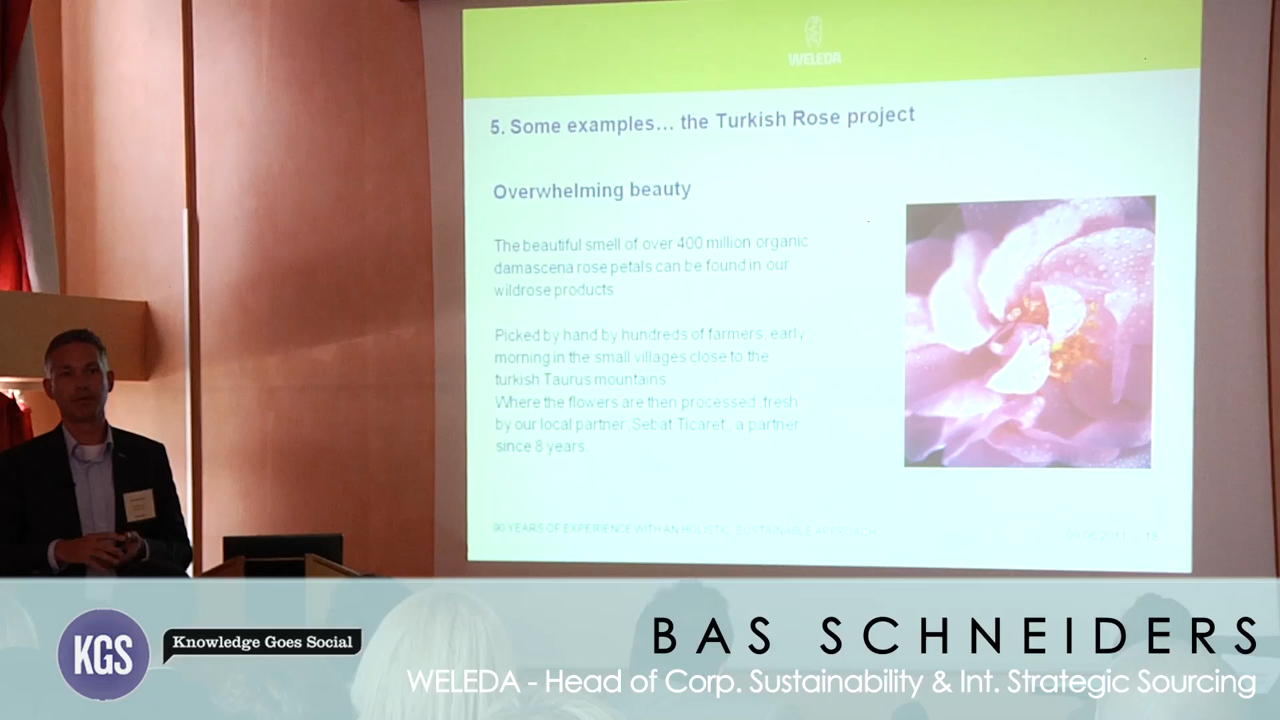 WELEDA
5. Some examples... the Turkish Rose project
Overwhelming beauty
The beautiful smell of over 400 million organic
damascena rose petals can be found in our
wildrose products.
Picked by hand by hundreds of farmers, early
morning in the small villages close to the
turkish Taurus mountains.
Where the flowers are then processed, fresh
by our local partner ,Sebat Ticaret', a partner
since 8 years.
90 YEARS OF EXPERIENCE WITH AN HOLISTIC, SUSTAINABLE APPROACH
KGS
Knowledge Goes Social
BAS SCHNEIDERS
WELEDA - Head of Corp. Sustainability & Int. Strategic Sourcing